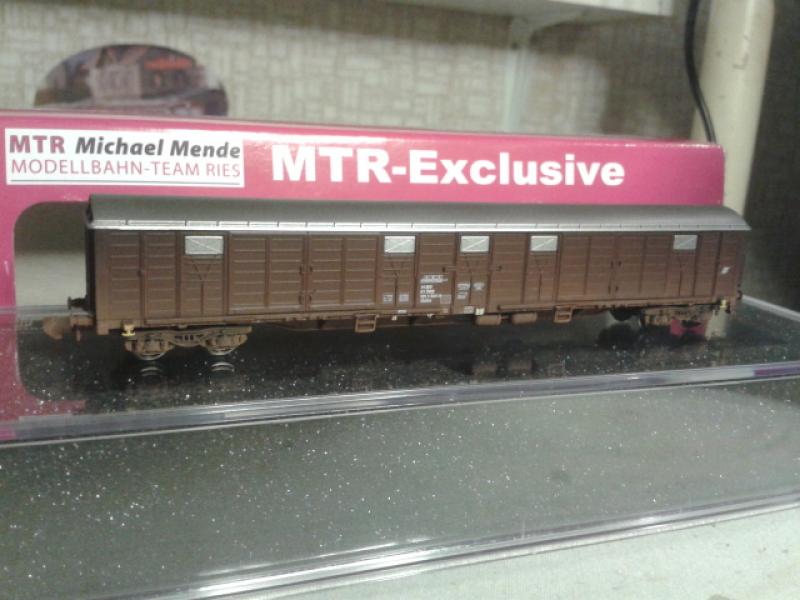 MTR Michael Mende
MODELLBAHN-TEAM RIES
MTR-Exclusive